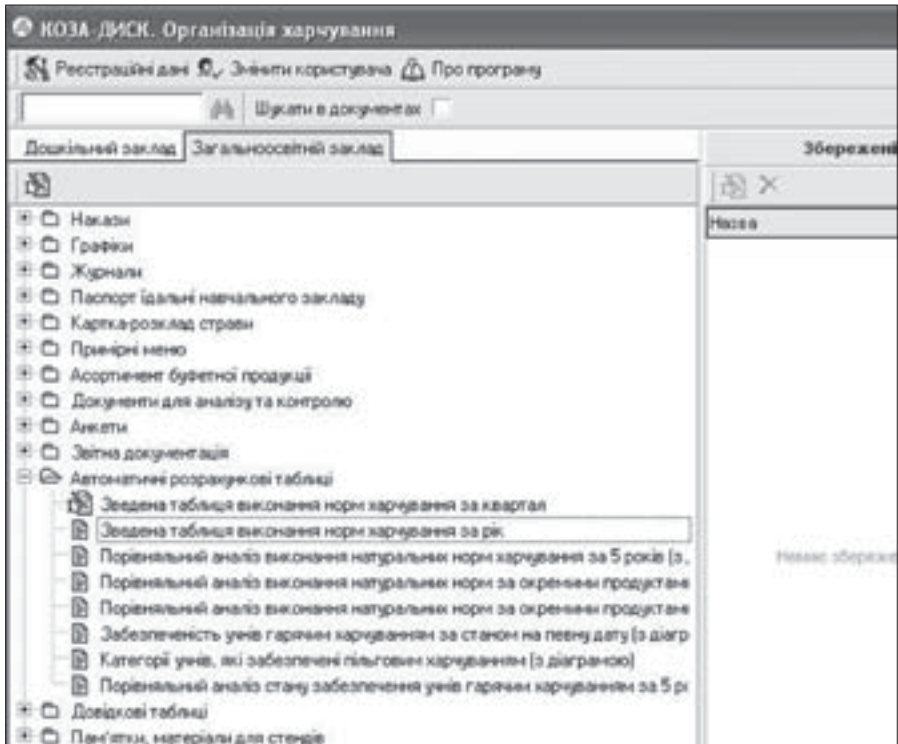 КОЗА-ДИСК. Організація харчування
Реєстраційні дані Змінити користувача Про програму
Шукати в документах
Дошкільний заклад Загальноосвітній заклад
Збережені
Назва
Накази
Графіки
Журнали
Паспорт їдальні навчального закладу
Картка-розклад страви
Примірні меню
Асортимент буфетної продукції
Документи для аналізу та контролю
Анкети
Звітна документація
Автоматичні розрахункові таблиці
Зведена таблиця виконання норм харчування за квартал
Зведена таблиця виконання норм харчування за рік
Порівняльний аналіз виконання натуральних норм харчування за 5 років (з
Порівняльний аналіз виконання натуральних норм за окремими продуктами
Порівняльний аналіз виконання натуральних норм за окремими продуктами
Немає збереже
Забезпеченість учнів гарячим харчуванням за станом на певну дату (з діагр
Категорії учнів, які забезпечені пільговим харчуванням (з діаграмою)
Порівняльний аналіз стану забезпечення учнів гарячим харчуванням за 5 рі
Довідкові таблиці
Пам'ятки, матеріали для стендів